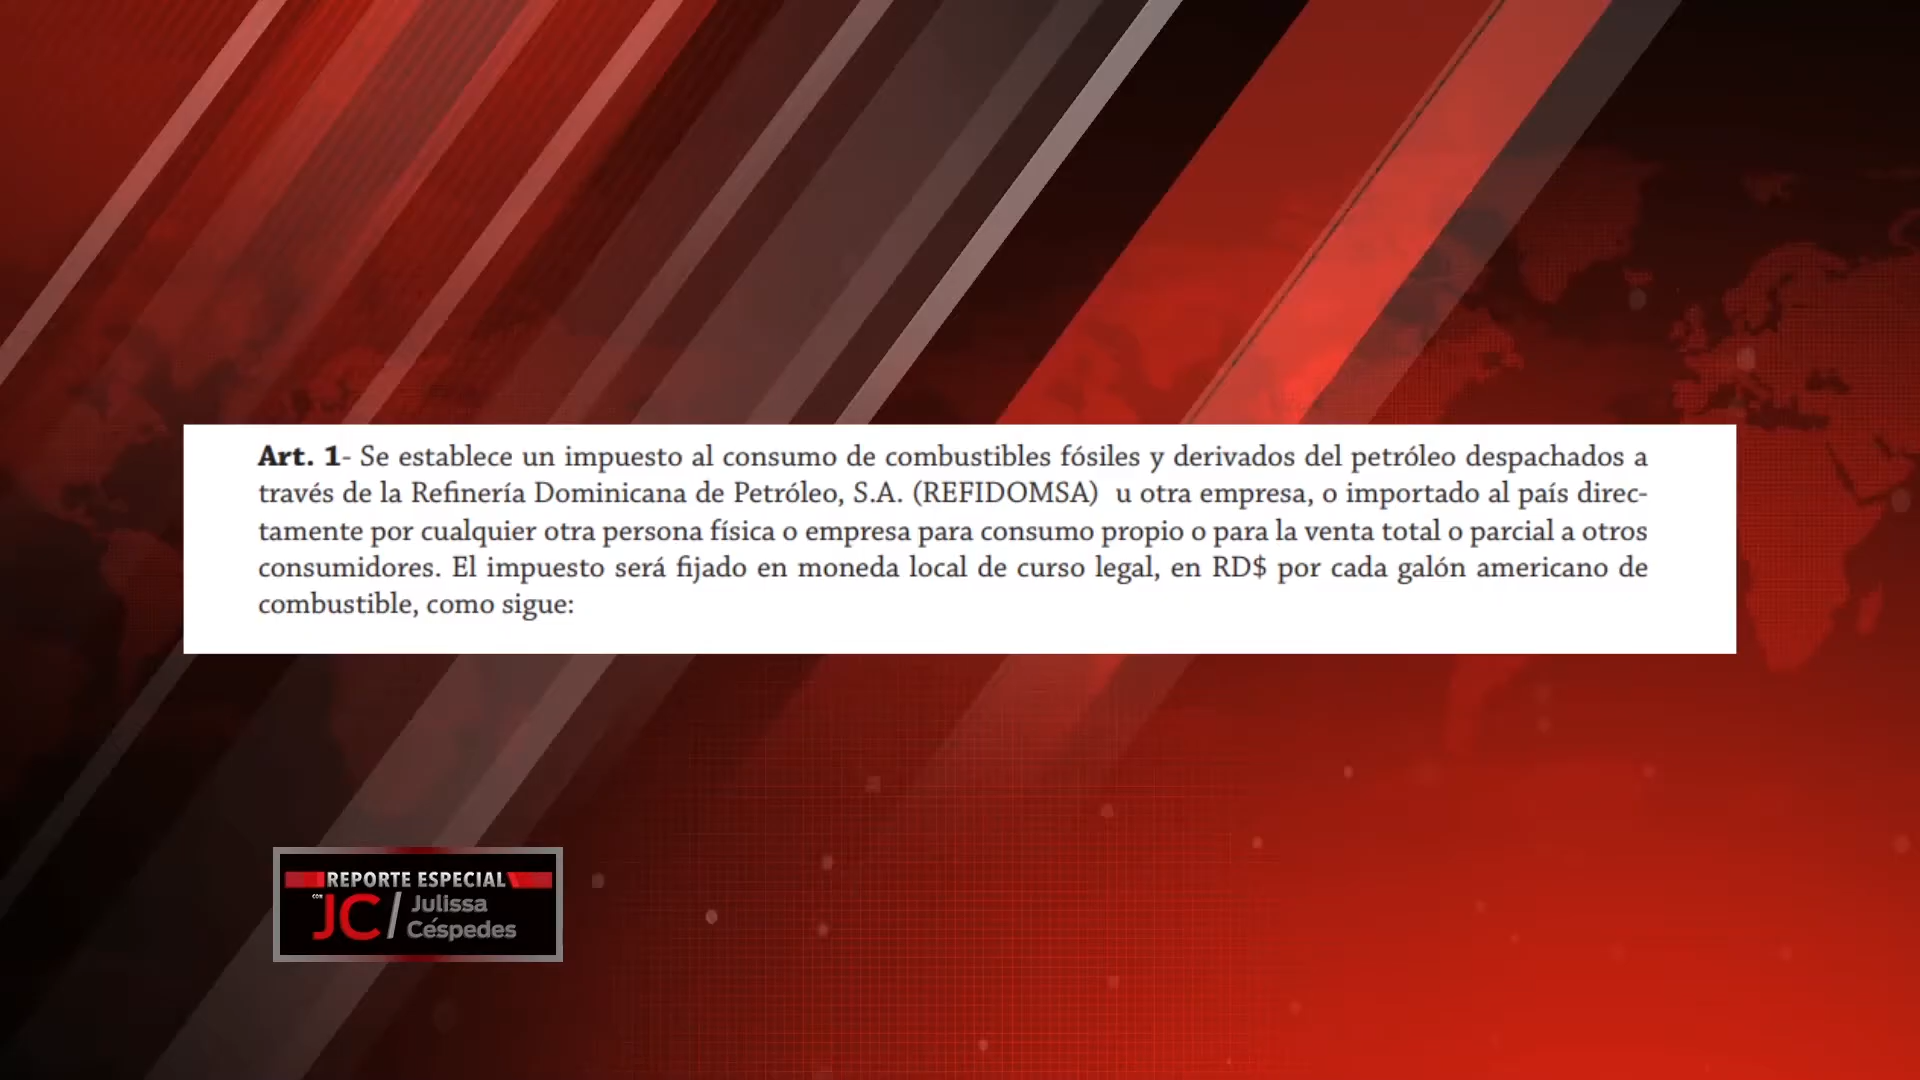 Art. 1- Se establece un impuesto al consumo de combustibles fósiles y derivados del petróleo despachados a
través de la Refinería Dominicana de Petróleo, S.A. (REFIDOMSA) u otra empresa, o importado al país direc-
tamente por cualquier otra persona física o empresa para consumo propio o para la venta total o parcial a otros
consumidores. El impuesto será fijado en moneda local de curso legal, en RD$ por cada galón americano de
combustible, como sigue:
REPORTE ESPECIAL
CON
JC/ Julissa
Céspedes